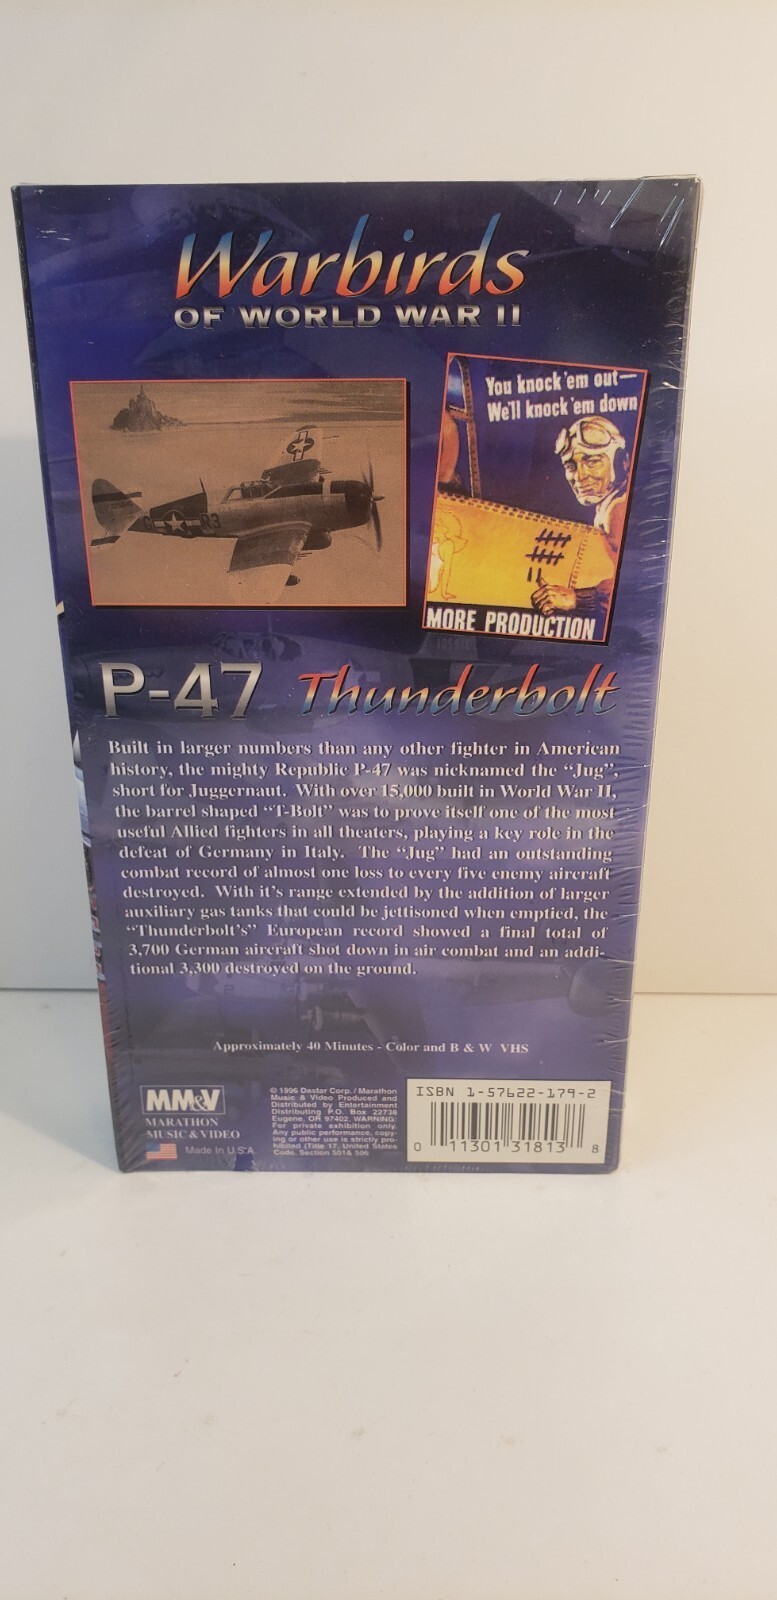 Warbirds
OF WORLD WAR II
You knock 'em out—
We'll knock 'em down
MORE PRODUCTION
P-47 Thunderbolt
Built in larger numbers than any other fighter in American
history, the mighty Republic P-47 was nicknamed the "Jug",
short for Juggernaut. With over 15,000 built in World War II,
the barrel shaped "T-Bolt" was to prove itself one of the most
useful Allied fighters in all theaters, playing a key role in the
defeat of Germany in Italy. The "Jug" had an outstanding
combat record of almost one loss to every five enemy aircraft
destroyed. With it's range extended by the addition of larger
auxiliary gas tanks that could be jettisoned when emptied, the
"Thunderbolt's" European record showed a final total of
3,700 German aircraft shot down in air combat and an addi-
tional 3,300 destroyed on the ground.
Approximately 40 Minutes - Color and B & W VHS
MM&V
MARATHON
MUSIC & VIDEO
Made in U.S.A.
© 1996 Dastar Corp. / Marathon
Music & Video Produced and
Distributed by Entertainment
Distributing P.O. Box 22738
Eugene, OR 97402. WARNING:
For private exhibition only.
Any public performance, copy-
ing or other use is strictly pro-
hibited (Title 17, United States
Code, Section 501 & 506
ISBN 1-57622-179-2
0 11301 31813 8